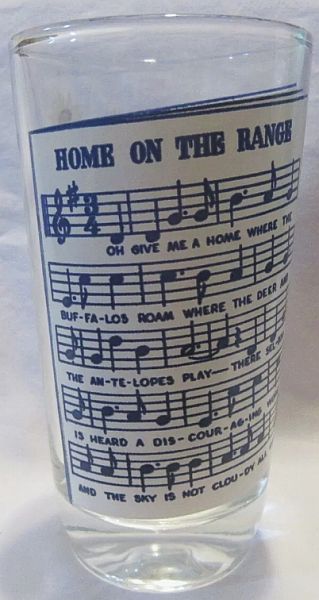 HOME ON THE RANGE
3
4
OH GIVE ME A HOME WHERE THE
BUF-FA-LOS ROAM WHERE THE DEER AND
THE AN-TE-LOPES PLAY— THERE
IS HEARD A DIS-COUR-AG-ING
AND THE SKY IS NOT CLOU-DY ALL